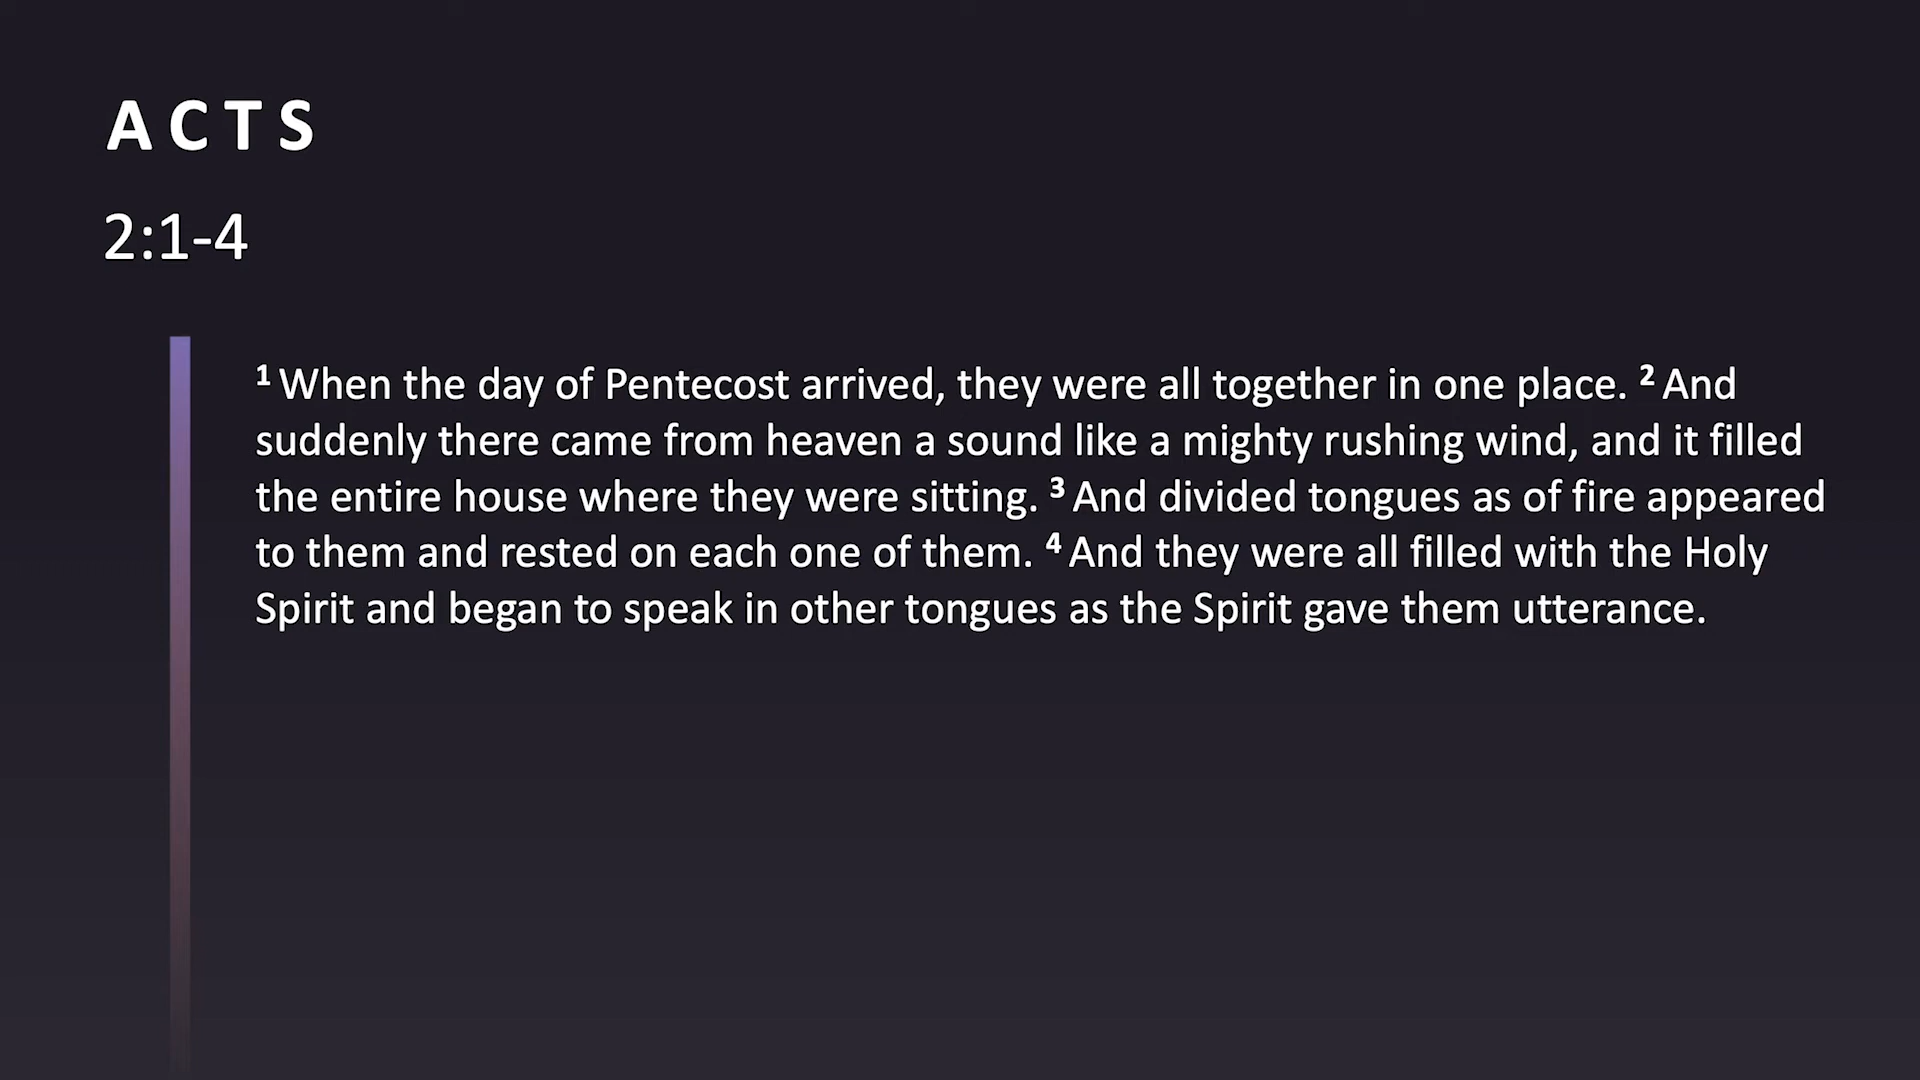 ACTS
2:1-4
1 When the day of Pentecost arrived, they were all together in one place. 2 And
suddenly there came from heaven a sound like a mighty rushing wind, and it filled
the entire house where they were sitting. 3 And divided tongues as of fire appeared
to them and rested on each one of them. 4 And they were all filled with the Holy
Spirit and began to speak in other tongues as the Spirit gave them utterance.